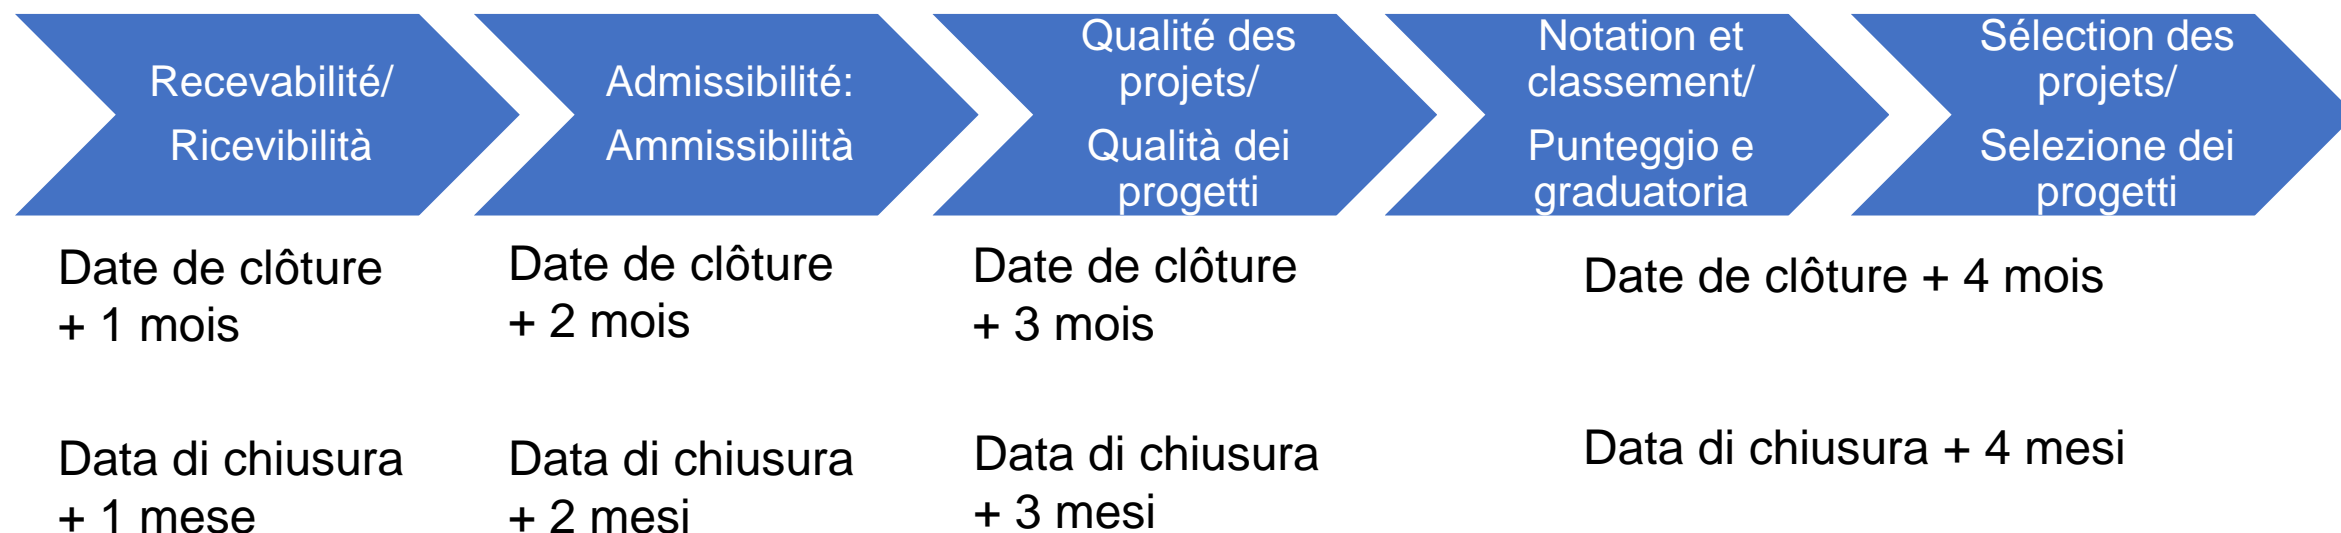 Recevabilité/
Ricevibilità
Admissibilité:
Ammissibilità
Qualité des
projets/
Qualità dei
progetti
Notation et
classement/
Punteggio e
graduatoria
Sélection des
projets/
Selezione dei
progetti
Date de clôture
+ 1 mois
Date de clôture
+ 2 mois
Date de clôture
+ 3 mois
Date de clôture + 4 mois
Data di chiusura
+ 1 mese
Data di chiusura
+ 2 mesi
Data di chiusura
+ 3 mesi
Data di chiusura + 4 mesi